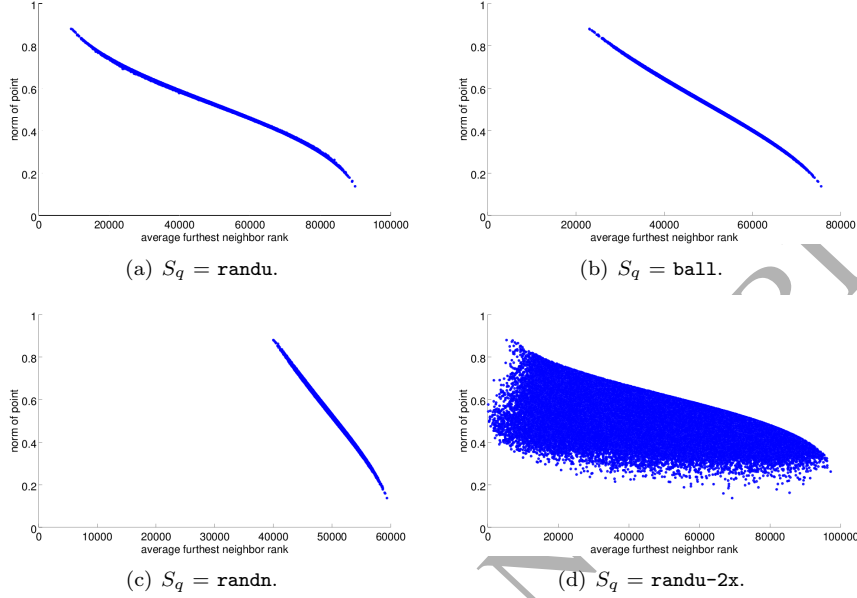 1
0.8
0.6
0.4
0.2
0
norm of point
0 20000 40000 60000 80000 100000
average furthest neighbor rank
(a) Sq = randu.
1
0.8
0.6
0.4
0.2
0
norm of point
0 20000 40000 60000 80000
average furthest neighbor rank
(b) Sq = ball.
1
0.8
0.6
0.4
0.2
0
norm of point
0 10000 20000 30000 40000 50000 60000
average furthest neighbor rank
(c) Sq = randn.
1
0.8
0.6
0.4
0.2
0
norm of point
0 20000 40000 60000 80000 100000
average furthest neighbor rank
(d) Sq = randu-2x.